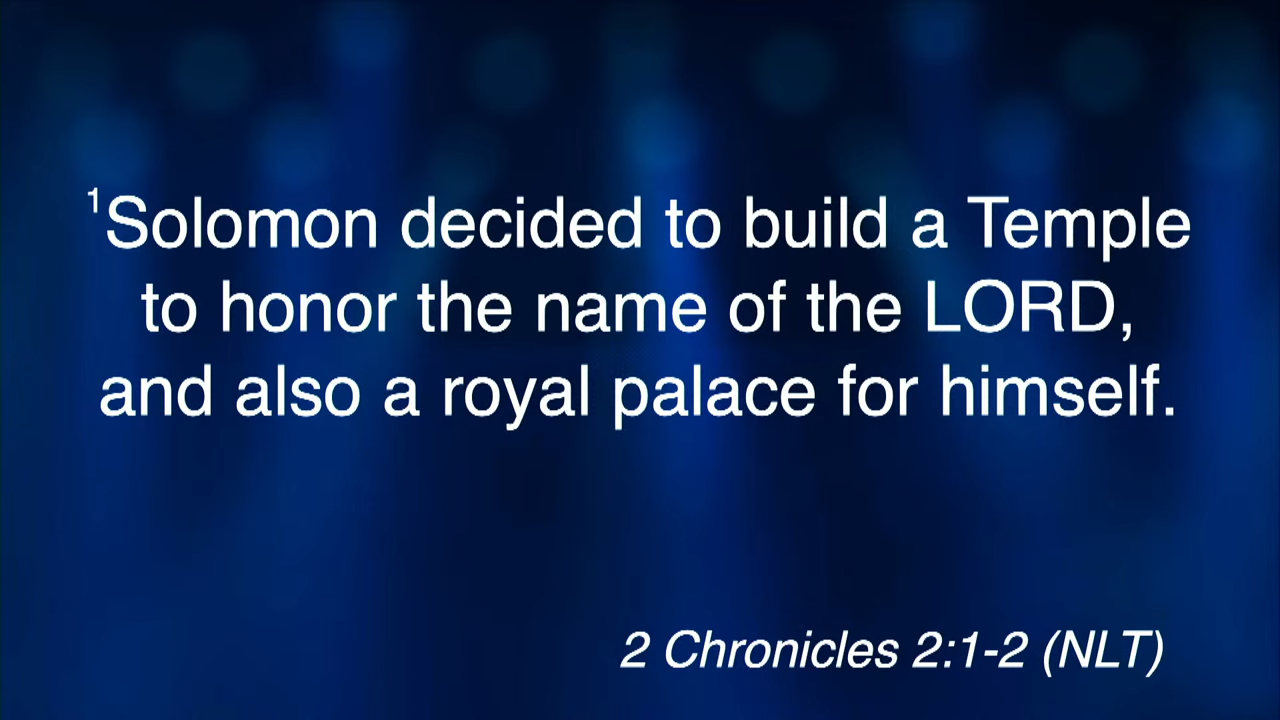 ¹Solomon decided to build a Temple
to honor the name of the LORD,
and also a royal palace for himself.
2 Chronicles 2:1-2 (NLT)